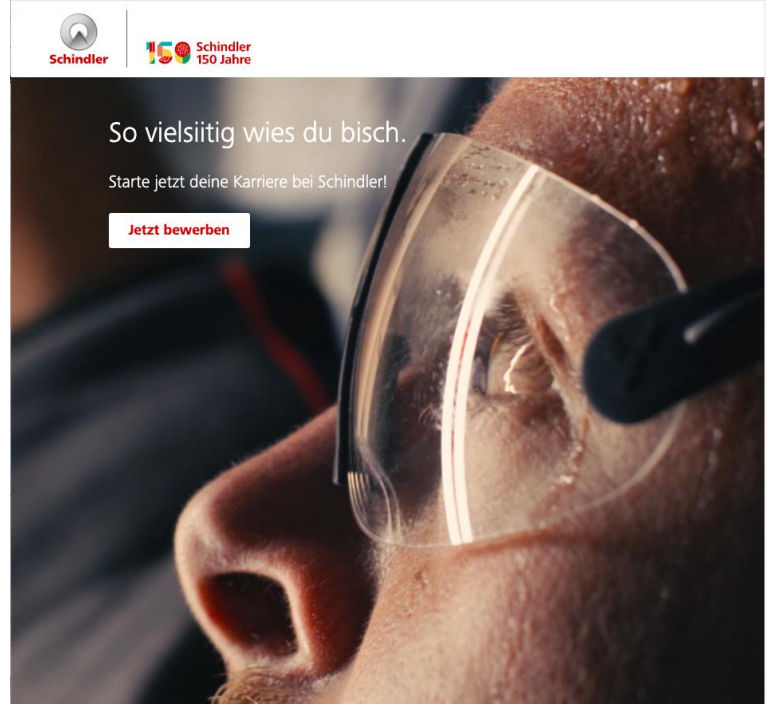 Schindler
150
Schindler
150 Jahre
So vielsiitig wies du bisch.
Starte jetzt deine Karriere bei Schindler!
Jetzt bewerben